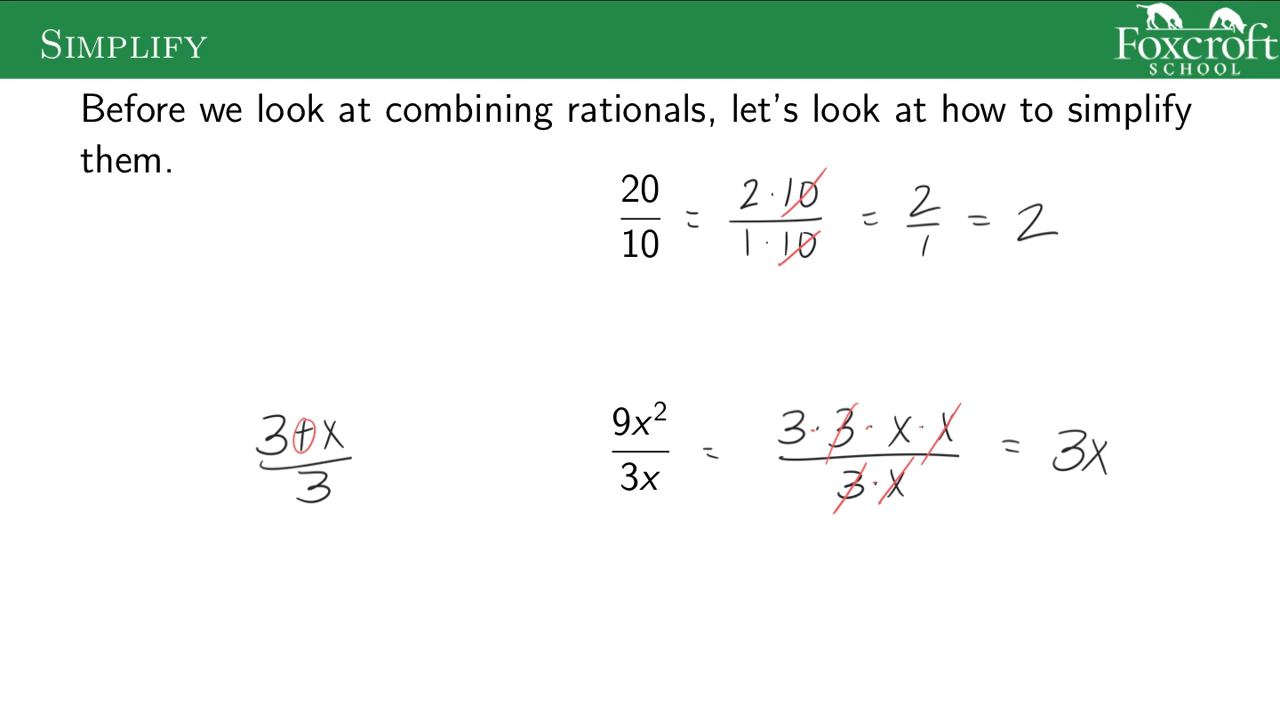 SIMPLIFY
Foxcroft
SCHOOL
Before we look at combining rationals, let's look at how to simplify
them.
20/10 = 2·10/1·10 = 2/1 = 2
3+x/3
9x²/3x = 3·3·x·x/3·x = 3x